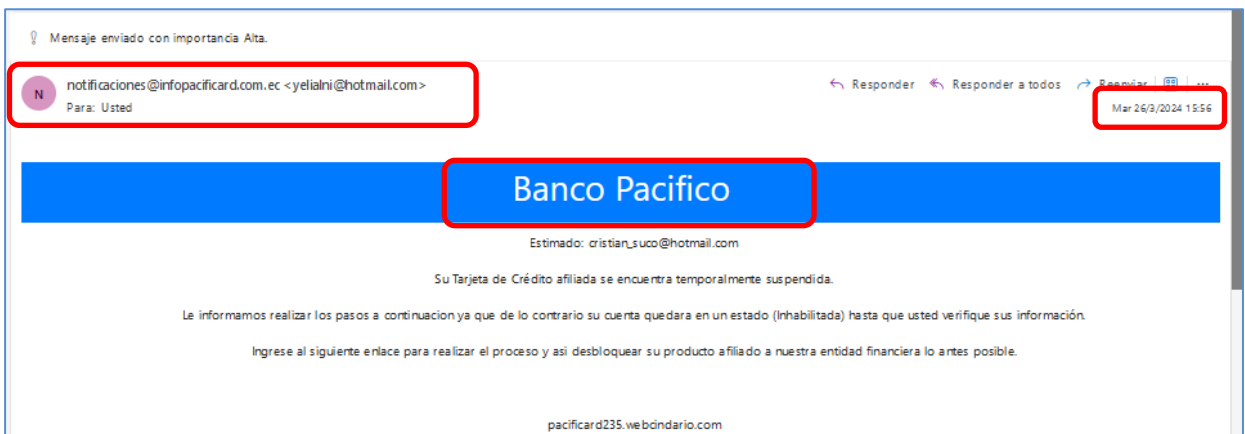 Mensaje enviado con importancia Alta.
N
notificaciones@infopacificard.com.ec <yelialni@hotmail.com>
Para: Usted
Responder Responder a todos Reenviar ...
Mar 26/3/2024 15:56
Banco Pacifico
Estimado: cristian_suco@hotmail.com
Su Tarjeta de Crédito afiliada se encuentra temporalmente suspendida.
Le informamos realizar los pasos a continuacion ya que de lo contrario su cuenta quedara en un estado (Inhabilitada) hasta que usted verifique sus información.
Ingrese al siguiente enlace para realizar el proceso y asi desbloquear su producto afiliado a nuestra entidad financiera lo antes posible.
pacificard235.webcindario.com